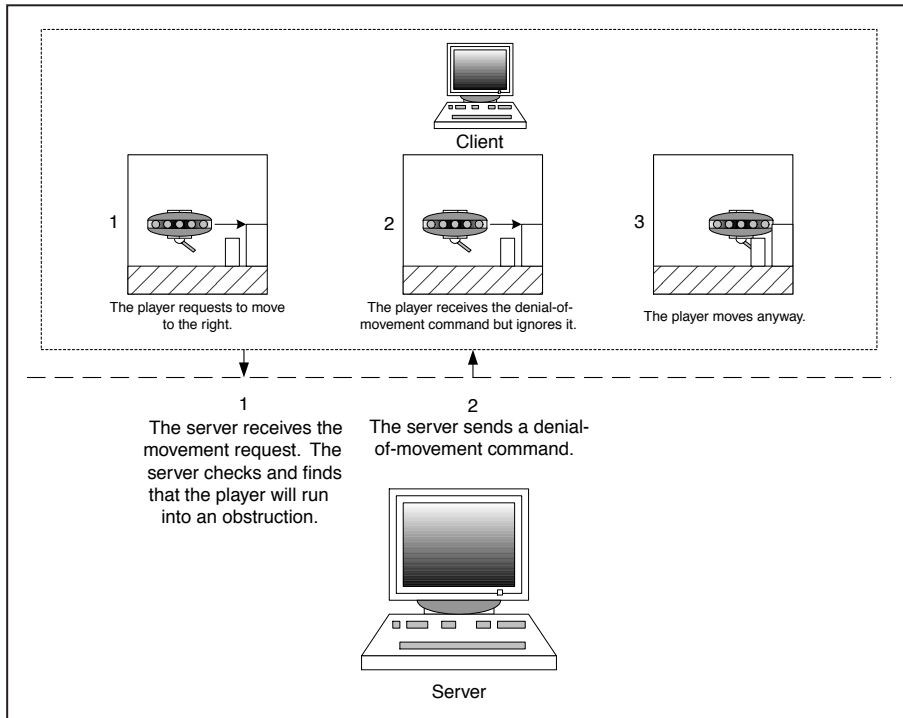 Client
1
2
3
The player requests to move
to the right.
The player receives the denial-of-
movement command but ignores it.
The player moves anyway.
1
The server receives the
movement request. The
server checks and finds
that the player will run
into an obstruction.
2
The server sends a denial-
of-movement command.
Server